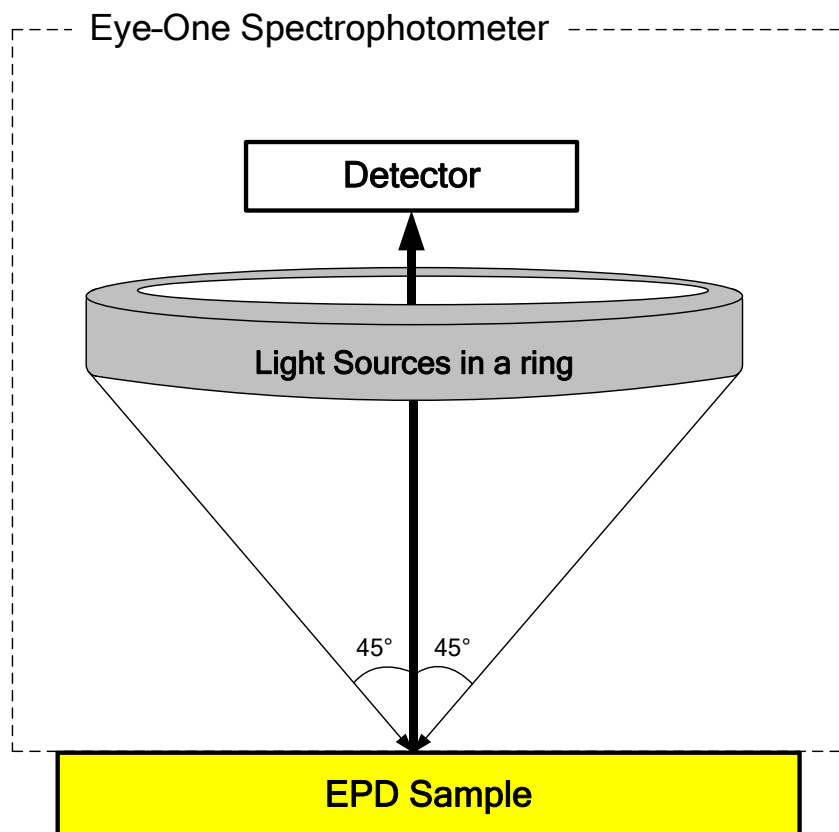 Eye-One Spectrophotometer
Detector
Light Sources in a ring
45° 45°
EPD Sample